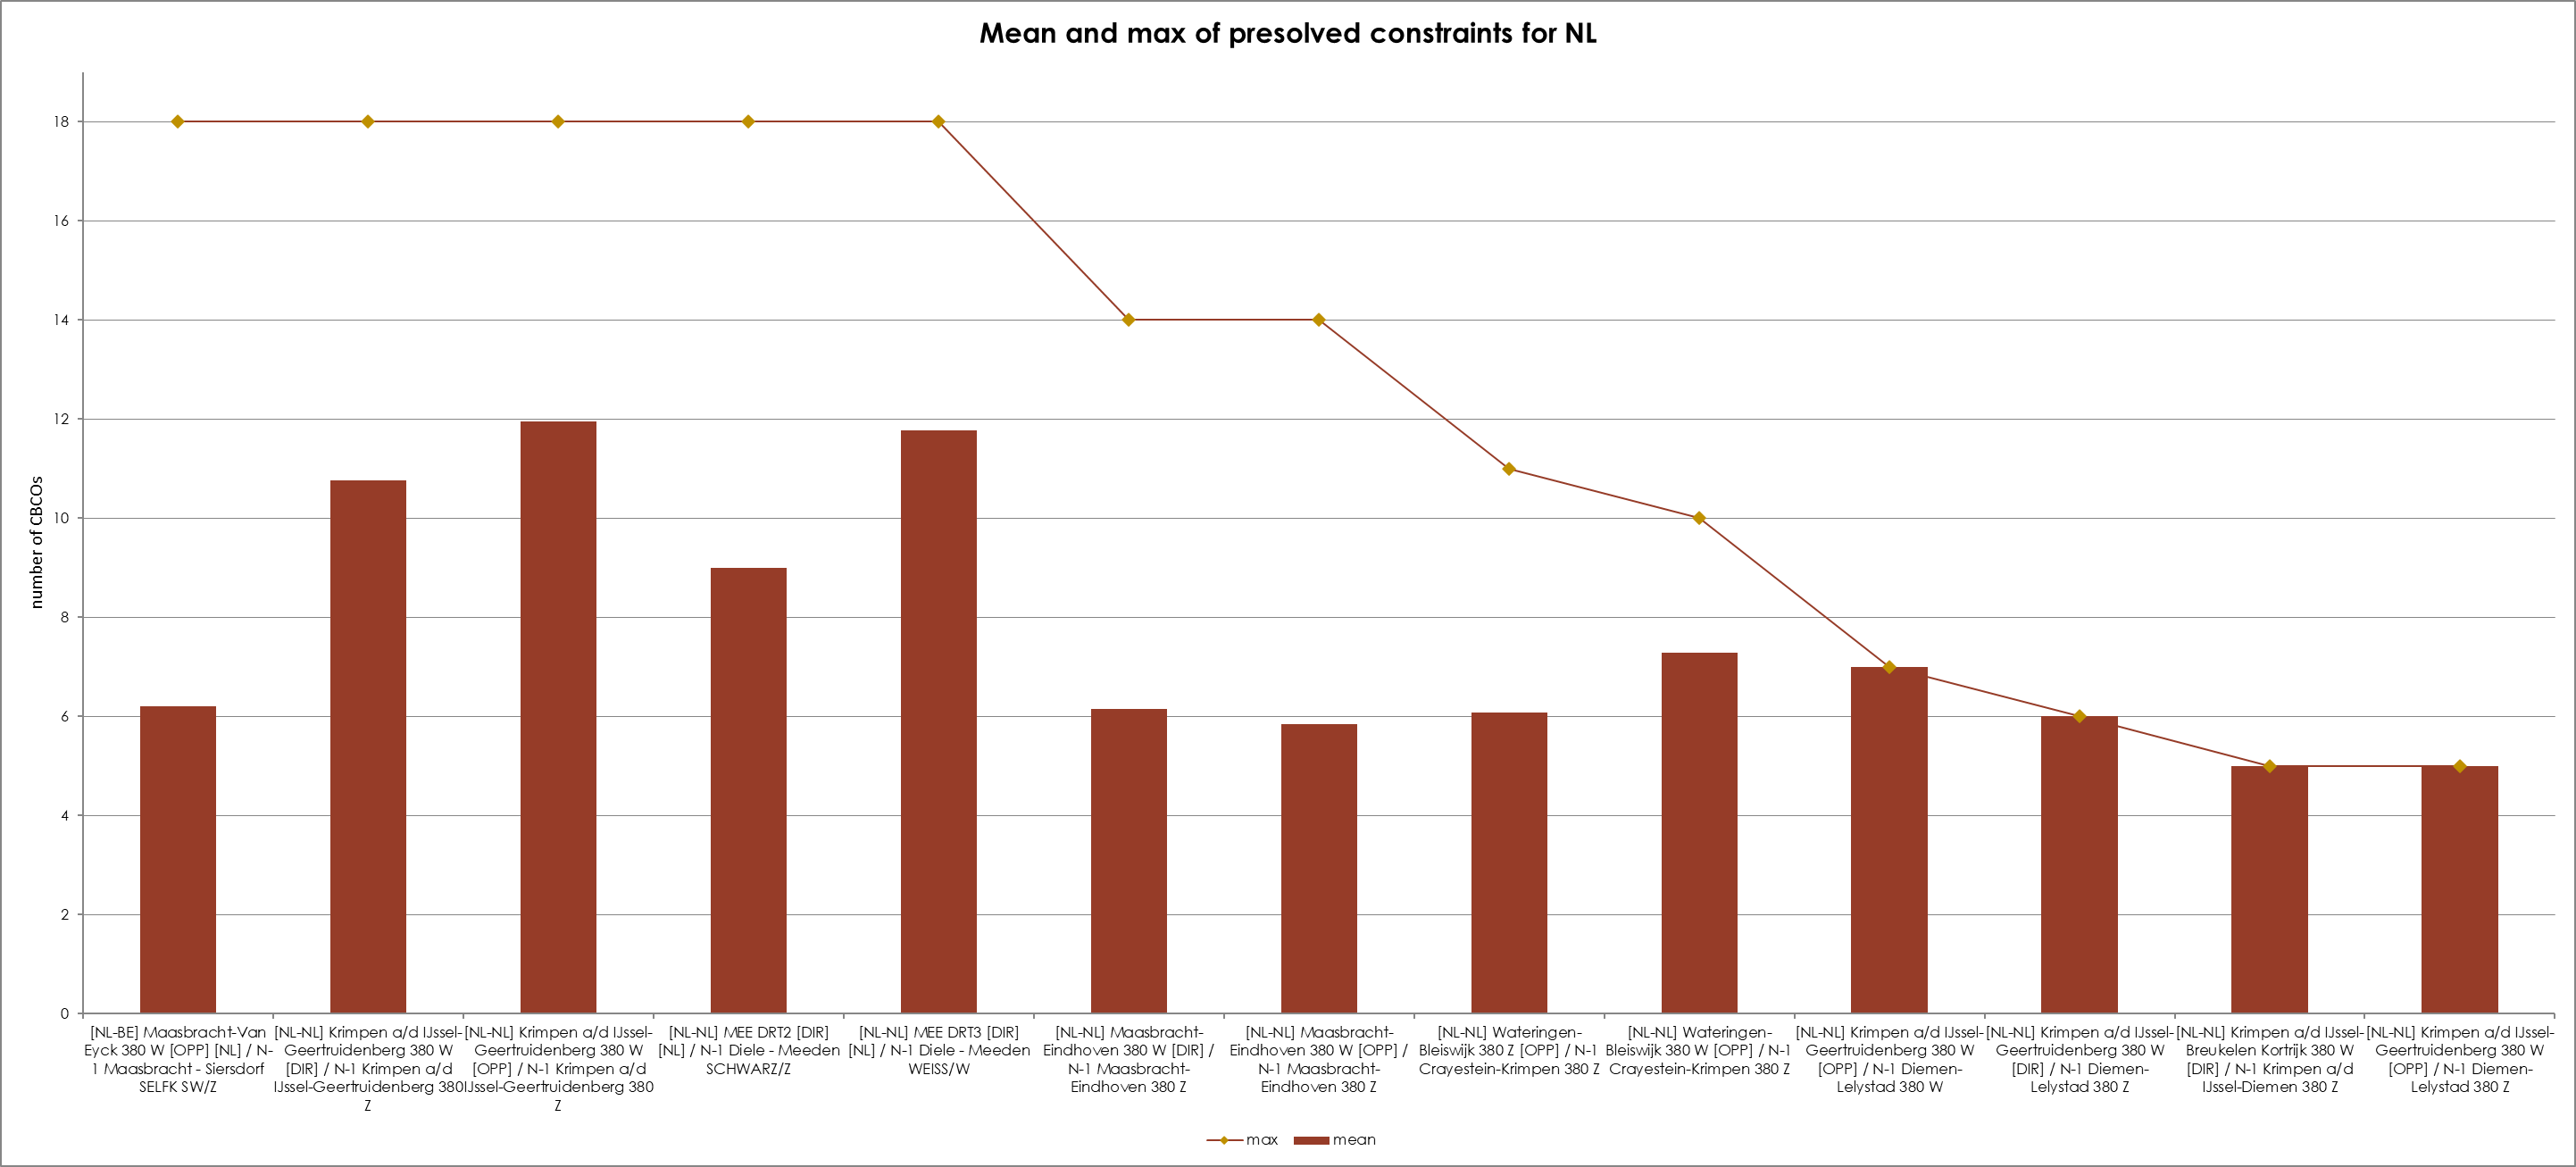 Mean and max of presolved constraints for NL
number of CBCOs
18
16
14
12
10
8
6
4
2
0
[NL-BE] Maasbracht-Van
Eyck 380 W [OPP] [NL] / N-
1 Maasbracht - Siersdorf
SELFK SW/Z
[NL-NL] Krimpen a/d IJssel-
Geertruidenberg 380 W
[DIR] / N-1 Krimpen a/d
IJssel-Geertruidenberg 380
Z
[NL-NL] Krimpen a/d IJssel-
Geertruidenberg 380 W
[OPP] / N-1 Krimpen a/d
IJssel-Geertruidenberg 380
Z
[NL-NL] MEE DRT2 [DIR]
[NL] / N-1 Diele - Meeden
SCHWARZ/Z
[NL-NL] MEE DRT3 [DIR]
[NL] / N-1 Diele - Meeden
WEISS/W
[NL-NL] Maasbracht-
Eindhoven 380 W [DIR] /
N-1 Maasbracht-
Eindhoven 380 Z
[NL-NL] Maasbracht-
Eindhoven 380 W [OPP] /
N-1 Maasbracht-
Eindhoven 380 Z
[NL-NL] Wateringen-
Bleiswijk 380 Z [OPP] / N-1
Crayestein-Krimpen 380 Z
[NL-NL] Wateringen-
Bleiswijk 380 W [OPP] / N-1
Crayestein-Krimpen 380 Z
[NL-NL] Krimpen a/d IJssel-
Geertruidenberg 380 W
[OPP] / N-1 Diemen-
Lelystad 380 W
[NL-NL] Krimpen a/d IJssel-
Geertruidenberg 380 W
[DIR] / N-1 Diemen-
Lelystad 380 Z
[NL-NL] Krimpen a/d IJssel-
Breukelen Kortrijk 380 W
[DIR] / N-1 Krimpen a/d
IJssel-Diemen 380 Z
[NL-NL] Krimpen a/d IJssel-
Geertruidenberg 380 W
[OPP] / N-1 Diemen-
Lelystad 380 Z
max
mean